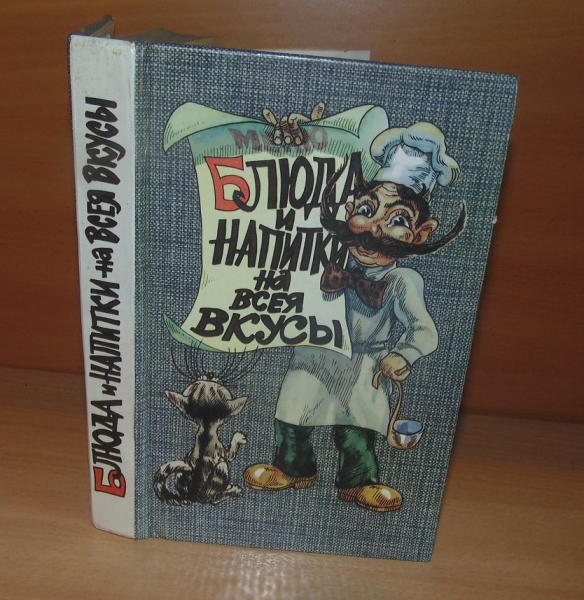 БЛЮДА и НАПИТКИ на ВСЕЯ ВКУСЫ
БЛЮДА
и
НАПИТКИ
на
ВСЕЯ
ВКУСЫ